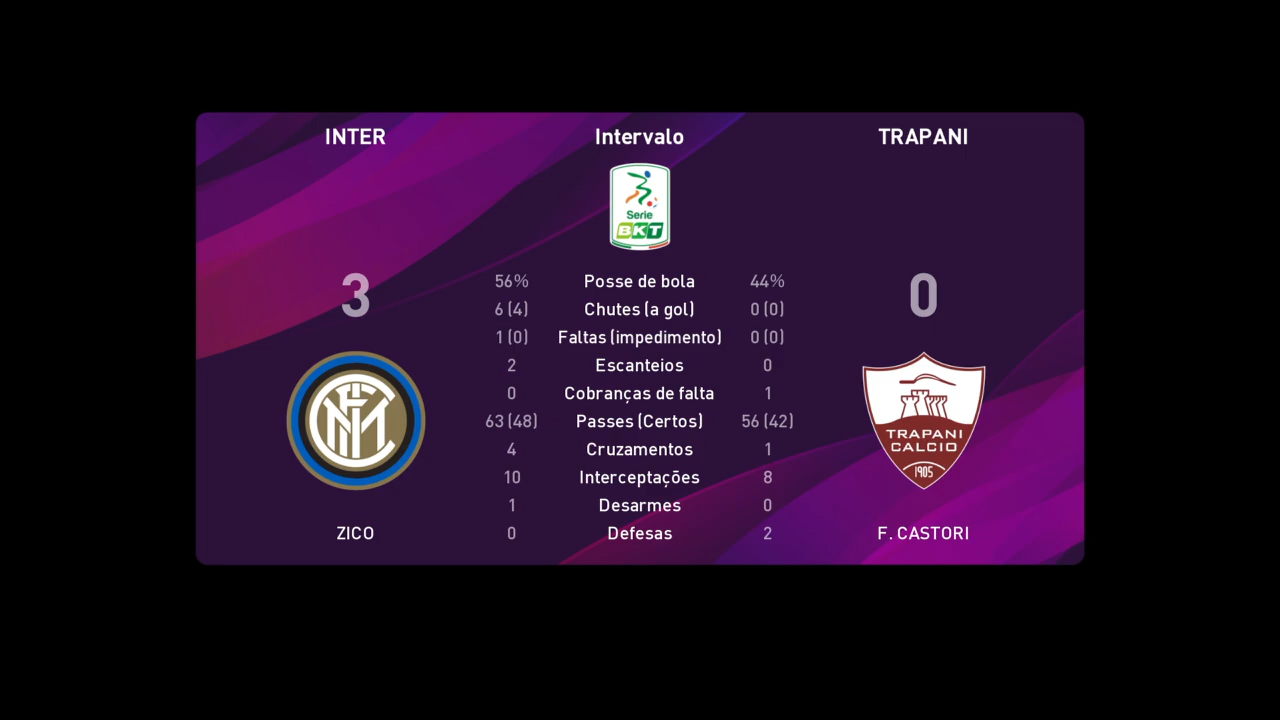 INTER Intervalo TRAPANI
Serie
BKT
3 0
56% Posse de bola 44%
6 (4) Chutes (a gol) 0 (0)
1 (0) Faltas (impedimento) 0 (0)
2 Escanteios 0
0 Cobranças de falta 1
63 (48) Passes (Certos) 56 (42)
4 Cruzamentos 1
10 Interceptações 8
1 Desarmes 0
0 Defesas 2
TRAPANI
CALCIO
1905
ZICO F. CASTORI